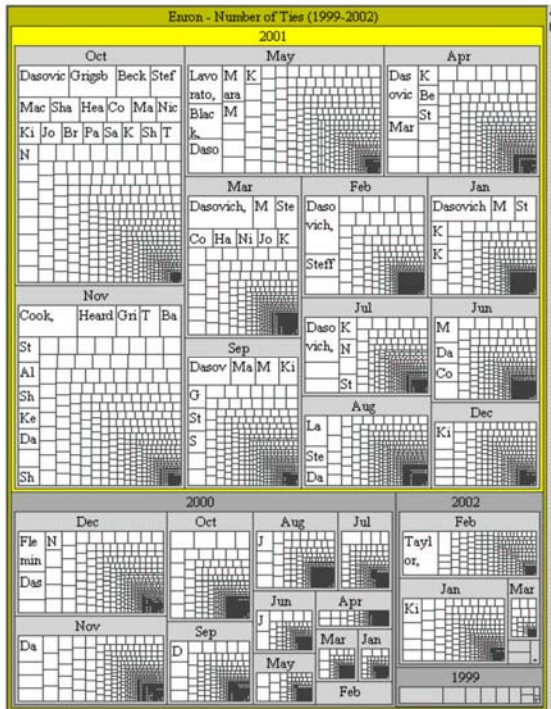 Enron - Number of Ties (1999-2002)
2001
Oct
Dasovic Grigsb Beck Stef
Mac Sha Hea Co Ma Nic
Ki Jo Br Pa Sa K Sh T
N
May
Lavo M K
rato, ara
Blac M
k,
Daso
Apr
Das K
ovic Be
St
Mar
Mar
Dasovich, M Ste
Co Ha Ni Jo K
Feb
Daso
vich,
Steff
Jan
Dasovich M St
K
K
Nov
Cook, Heard Gri T Ba
St
Al
Sh
Ke
Da
Sh
Sep
Dasov Ma M Ki
G
St
S
Jul
Daso K
vich, N
St
Jun
M
Da
Co
Aug
La
Ste
Da
Dec
Ki
2000
Dec
Fle N
min
Das
Oct
Aug
J
Jul
Nov
Da
Sep
D
Jun
J
Apr
Mar
Jan
May
Feb
2002
Feb
Tayl
or,
Jan
Ki
Mar
1999